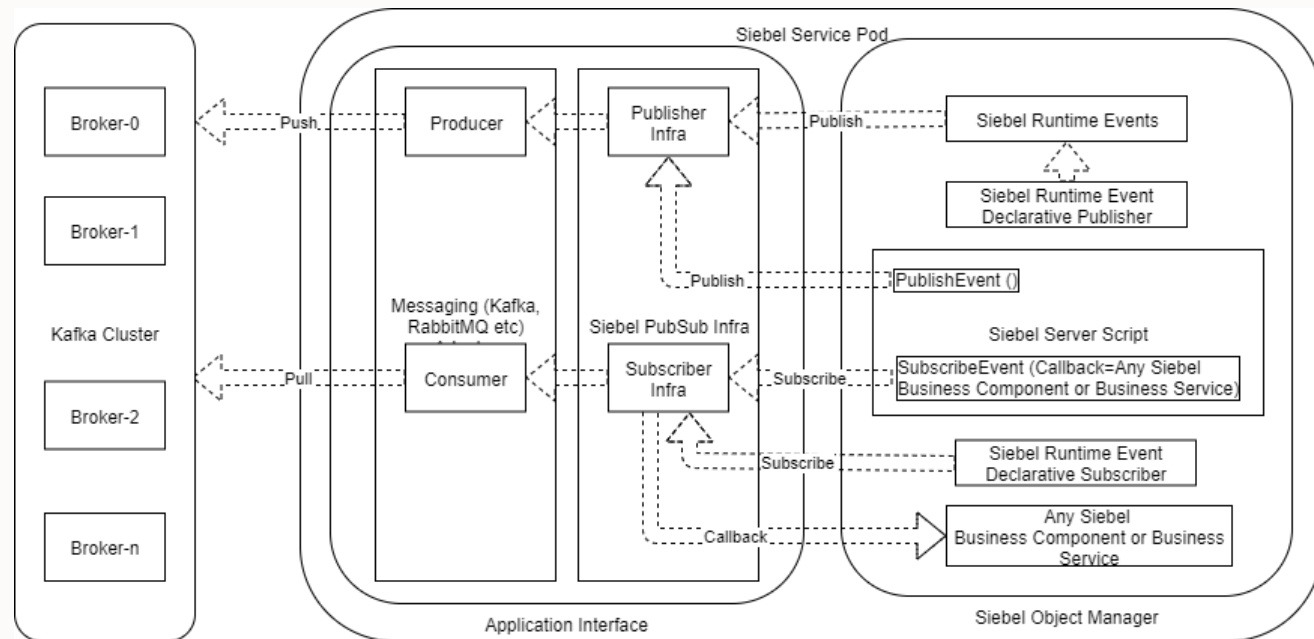 Siebel Service Pod
Broker-0
Broker-1
Kafka Cluster
Broker-2
Broker-n
Push
Producer
Publisher
Infra
Publish
Siebel Runtime Events
Siebel Runtime Event
Declarative Publisher
Publish
PublishEvent ()
Siebel Server Script
Messaging (Kafka,
RabbitMQ etc)
Siebel PubSub Infra
Pull
Consumer
Subscriber
Infra
Subscribe
SubscribeEvent (Callback=Any Siebel
Business Component or Business Service)
Subscribe
Siebel Runtime Event
Declarative Subscriber
Callback
Any Siebel
Business Component or Business
Service
Application Interface
Siebel Object Manager